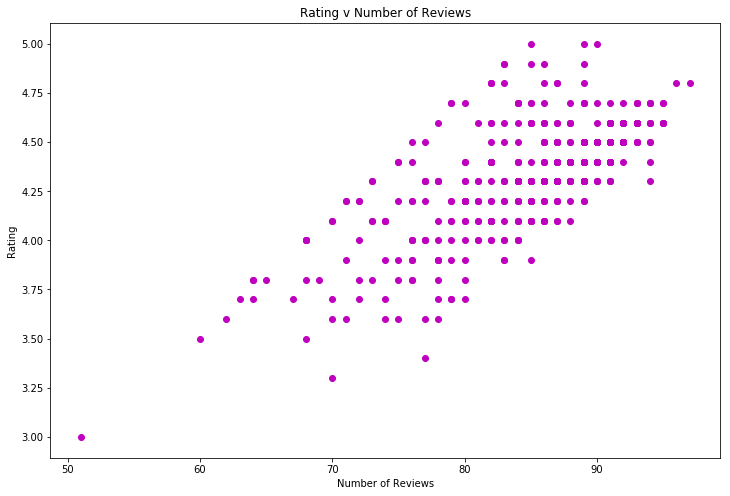 Rating v Number of Reviews
5.00
4.75
4.50
4.25
4.00
3.75
3.50
3.25
3.00
Rating
50 60 70 80 90
Number of Reviews